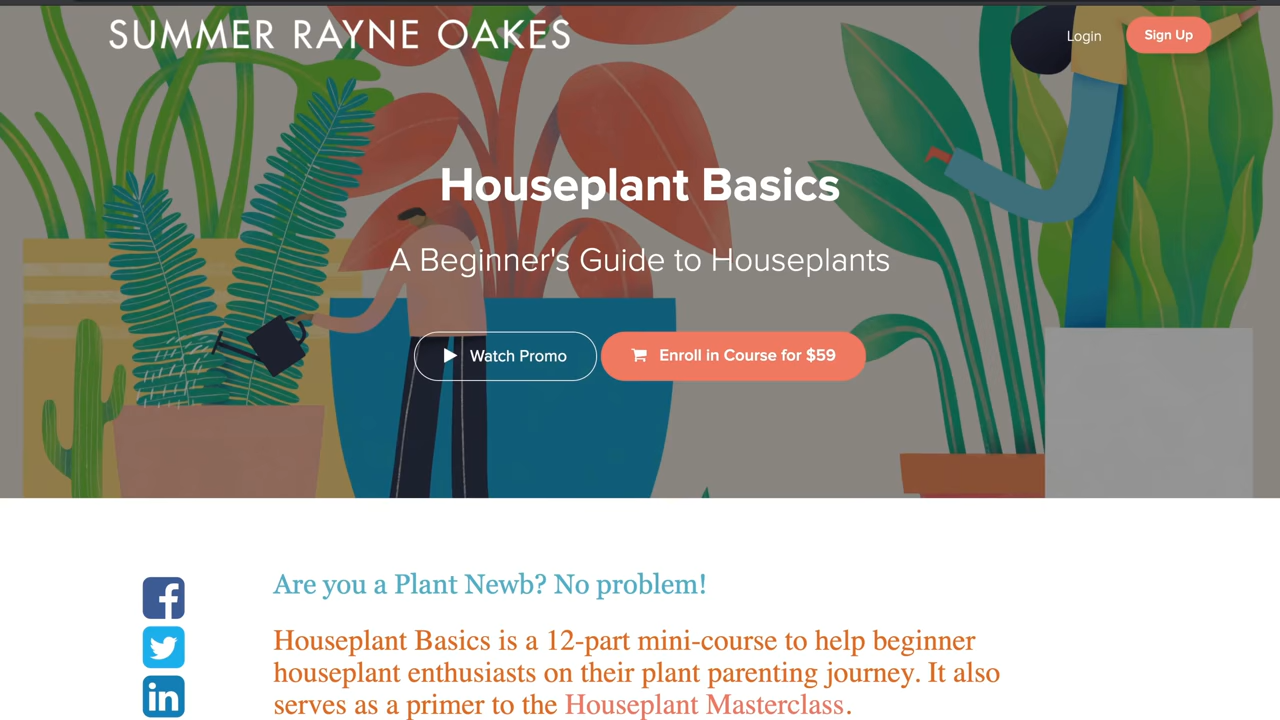 SUMMER RAYNE OAKES
Login
Sign Up
Houseplant Basics
A Beginner's Guide to Houseplants
Watch Promo
Enroll in Course for $59
Are you a Plant Newb? No problem!
Houseplant Basics is a 12-part mini-course to help beginner
houseplant enthusiasts on their plant parenting journey. It also
serves as a primer to the Houseplant Masterclass.